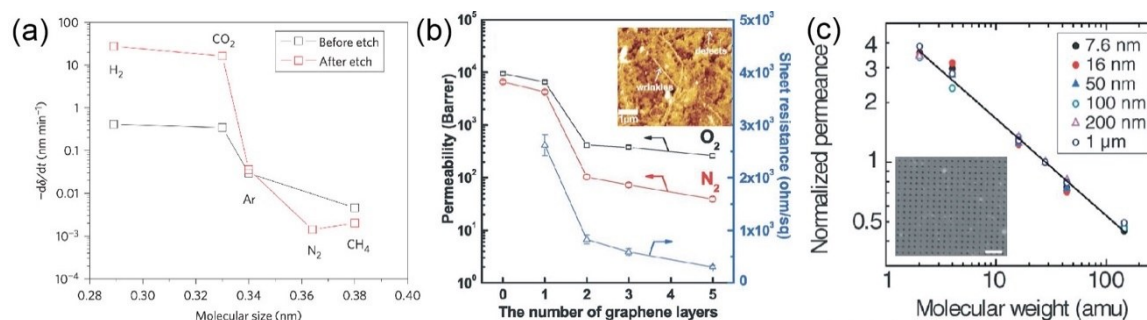 (a)
−dδ/dt (nm min⁻¹)
100
10
1
0.1
0.01
10⁻³
10⁻⁴
H₂
CO₂
Ar
N₂
CH₄
Before etch
After etch
0.28 0.30 0.32 0.34 0.36 0.38 0.40
Molecular size (nm)
(b)
Permeability (Barrer)
10⁵
10⁴
10³
10²
10¹
10⁰
defects
wrinkles
1µm
O₂
N₂
5x10³
4x10³
3x10³
2x10³
1x10³
0
Sheet resistance (ohm/sq)
0 1 2 3 4 5
The number of graphene layers
(c)
Normalized permeance
4
3
2
1
0.5
7.6 nm
16 nm
50 nm
100 nm
200 nm
1 µm
1 10 100
Molecular weight (amu)